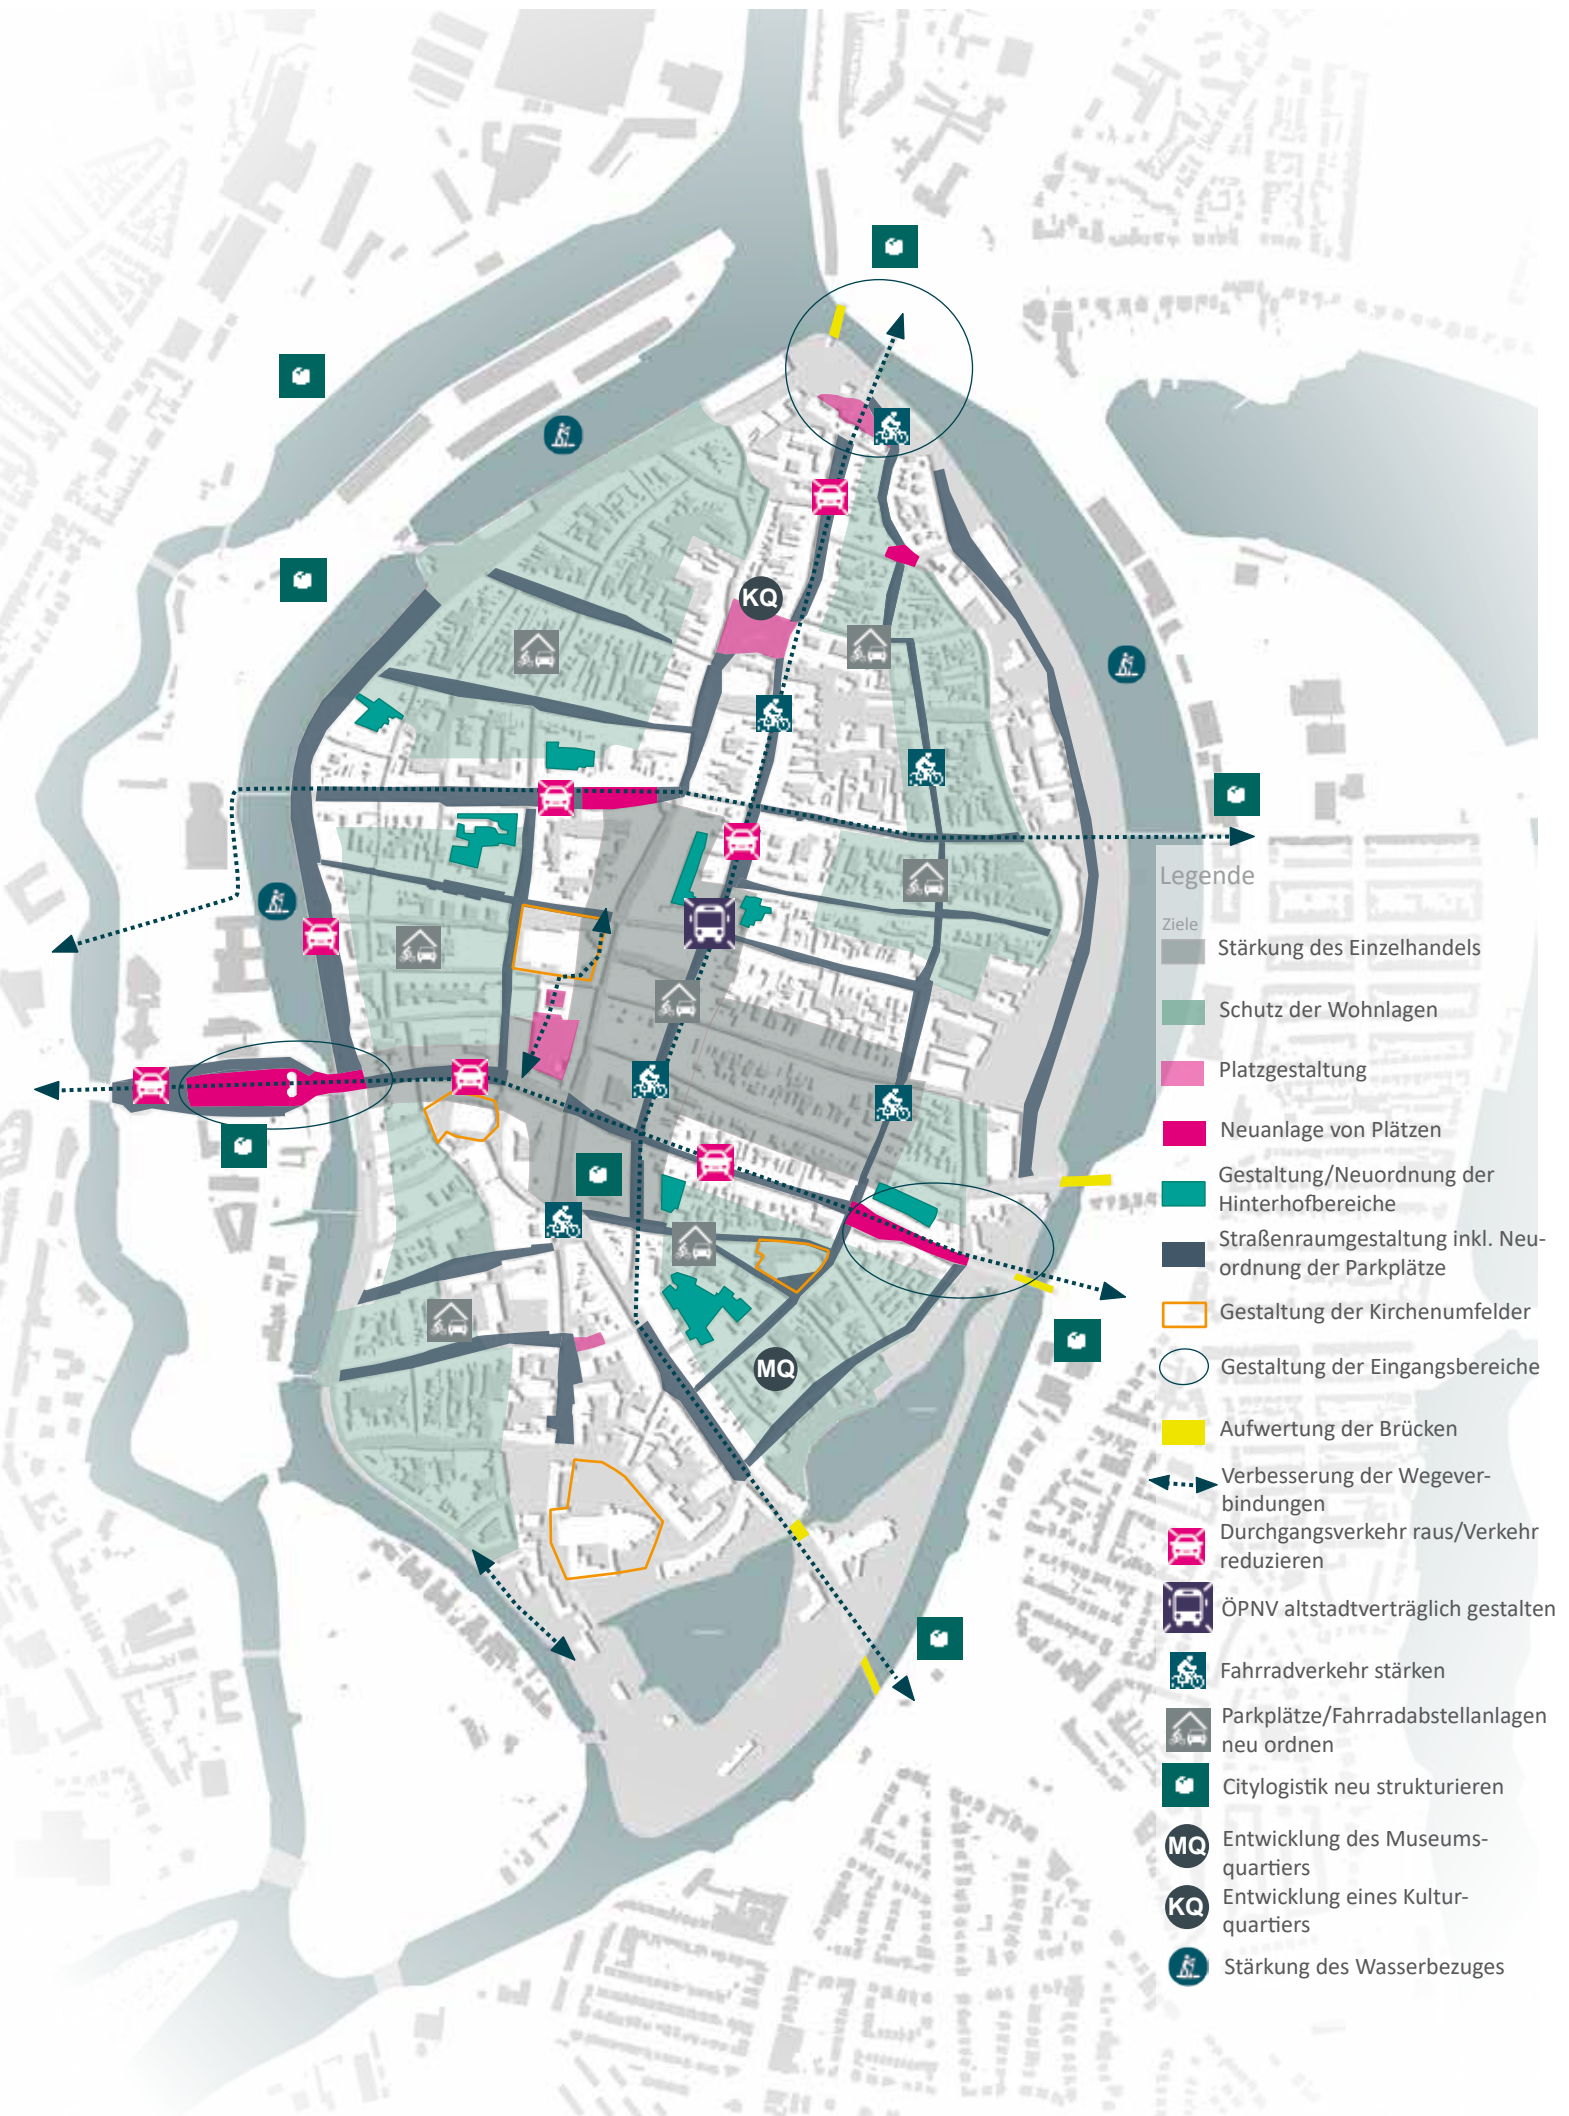 KQ
MQ
Legende
Ziele
Stärkung des Einzelhandels
Schutz der Wohnlagen
Platzgestaltung
Neuanlage von Plätzen
Gestaltung/Neuordnung der
Hinterhofbereiche
Straßenraumgestaltung inkl. Neu-
ordnung der Parkplätze
Gestaltung der Kirchenumfelder
Gestaltung der Eingangsbereiche
Aufwertung der Brücken
Verbesserung der Wegever-
bindungen
Durchgangsverkehr raus/Verkehr
reduzieren
ÖPNV altstadtverträglich gestalten
Fahrradverkehr stärken
Parkplätze/Fahrradabstellanlagen
neu ordnen
Citylogistik neu strukturieren
MQ
Entwicklung des Museums-
quartiers
KQ
Entwicklung eines Kultur-
quartiers
Stärkung des Wasserbezuges